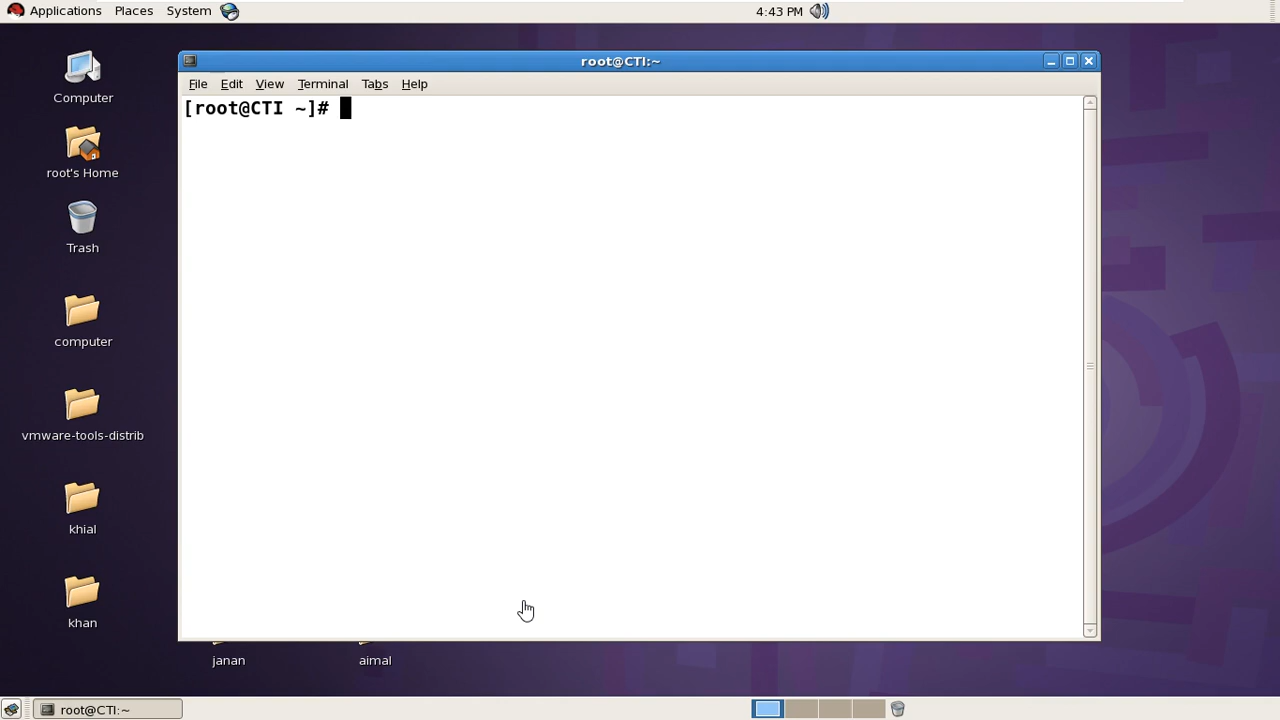 Applications Places System 4:43 PM
root@CTI:~
File Edit View Terminal Tabs Help
[root@CTI ~]#
Computer
root's Home
Trash
computer
vmware-tools-distrib
khial
khan
janan aimal
root@CTI:~